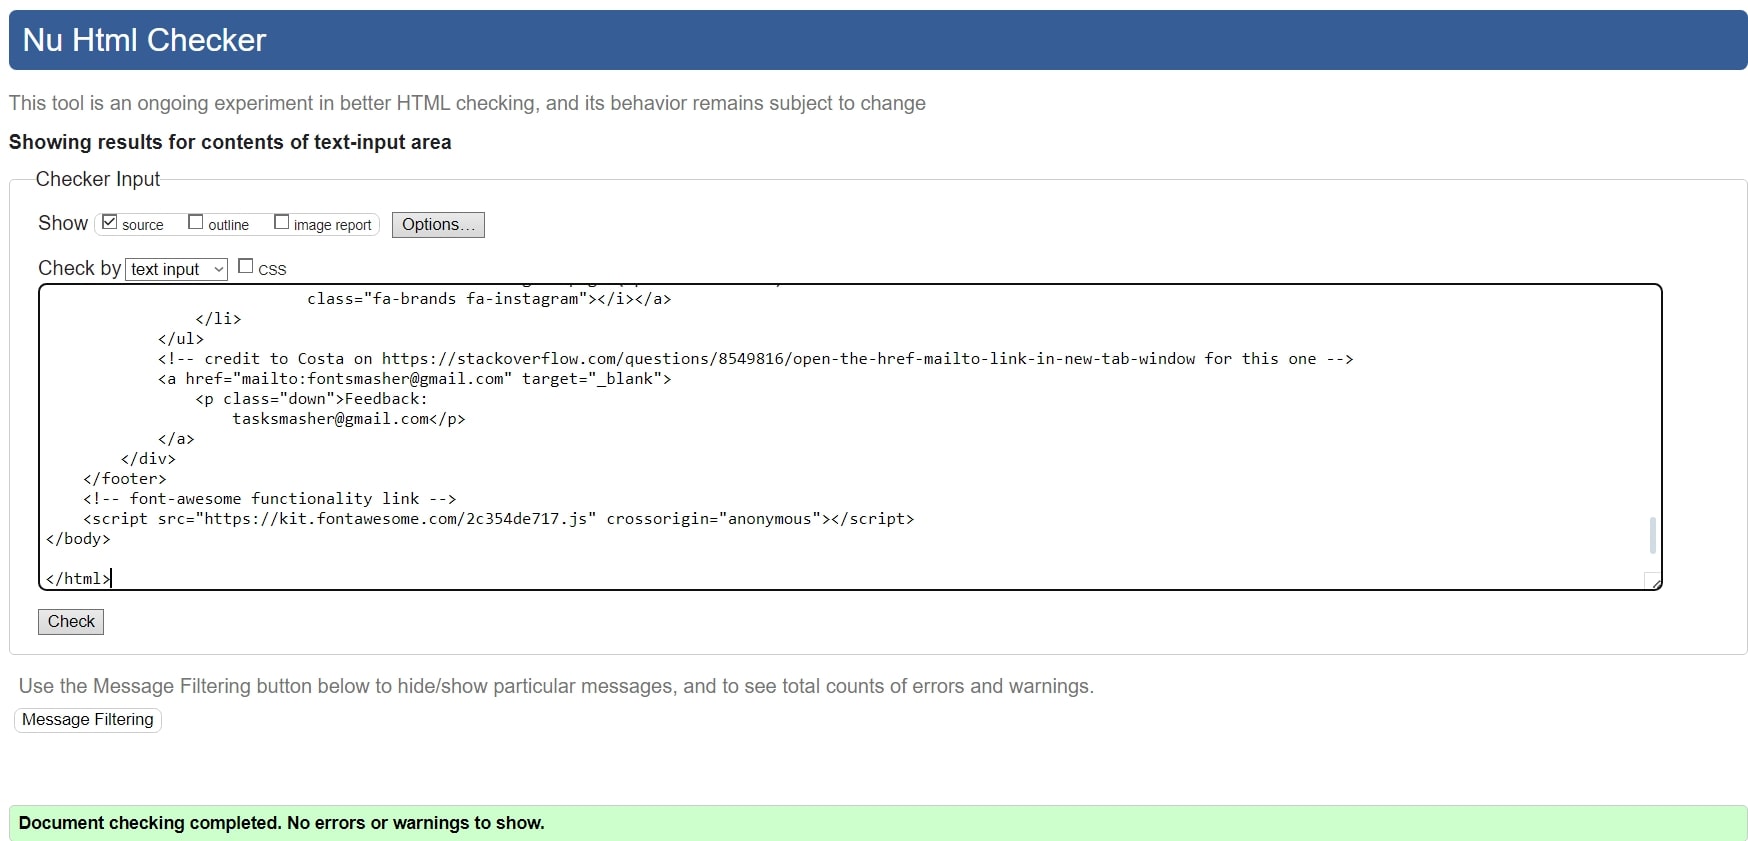 Nu Html Checker
This tool is an ongoing experiment in better HTML checking, and its behavior remains subject to change
Showing results for contents of text-input area
Checker Input
Show source outline image report Options…
Check by text input CSS
class="fa-brands fa-instagram"></i></a>
</li>
</ul>
<!-- credit to Costa on https://stackoverflow.com/questions/8549816/open-the-href-mailto-link-in-new-tab-window for this one -->
<a href="mailto:fontsmasher@gmail.com" target="_blank">
<p class="down">Feedback:
tasksmasher@gmail.com</p>
</a>
</div>
</footer>
<!-- font-awesome functionality link -->
<script src="https://kit.fontawesome.com/2c354de717.js" crossorigin="anonymous"></script>
</body>
</html>
Check
Use the Message Filtering button below to hide/show particular messages, and to see total counts of errors and warnings.
Message Filtering
Document checking completed. No errors or warnings to show.